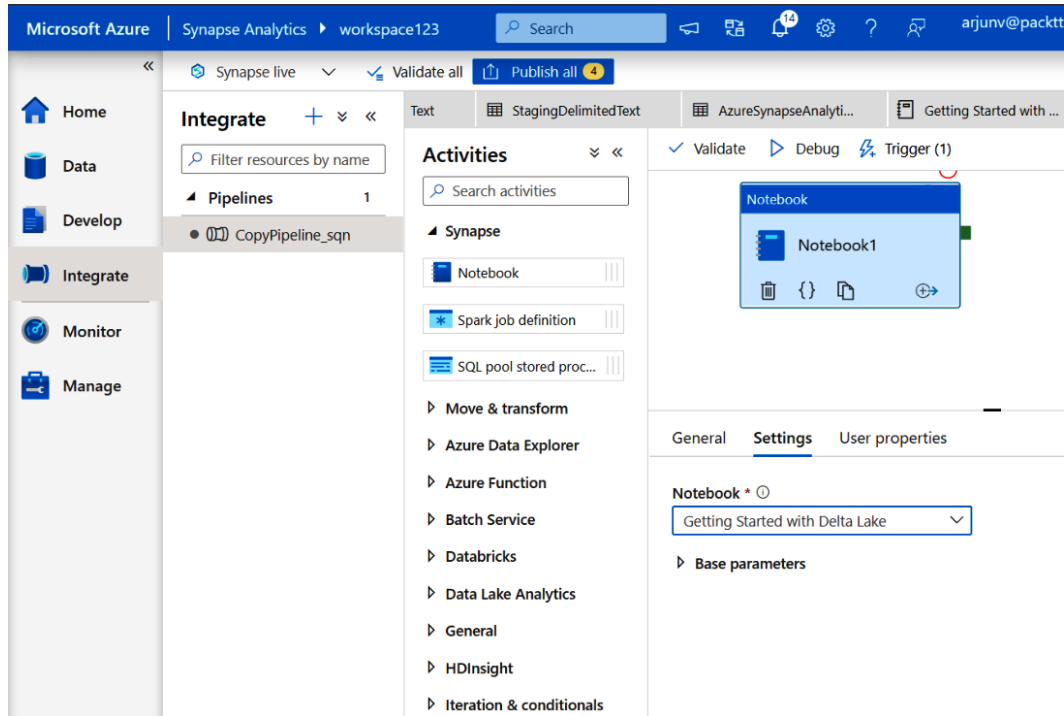 Microsoft Azure
Synapse Analytics
workspace123
Search
14
arjunv@packtt
Synapse live
Validate all
Publish all
4
Home
Data
Develop
Integrate
Monitor
Manage
Integrate
Filter resources by name
Pipelines
1
CopyPipeline_sqn
Text
StagingDelimitedText
AzureSynapseAnalyti...
Getting Started with ...
Activities
Search activities
Synapse
Notebook
Spark job definition
SQL pool stored proc...
Move & transform
Azure Data Explorer
Azure Function
Batch Service
Databricks
Data Lake Analytics
General
HDInsight
Iteration & conditionals
Validate
Debug
Trigger (1)
Notebook
Notebook1
{}
General
Settings
User properties
Notebook *
Getting Started with Delta Lake
Base parameters